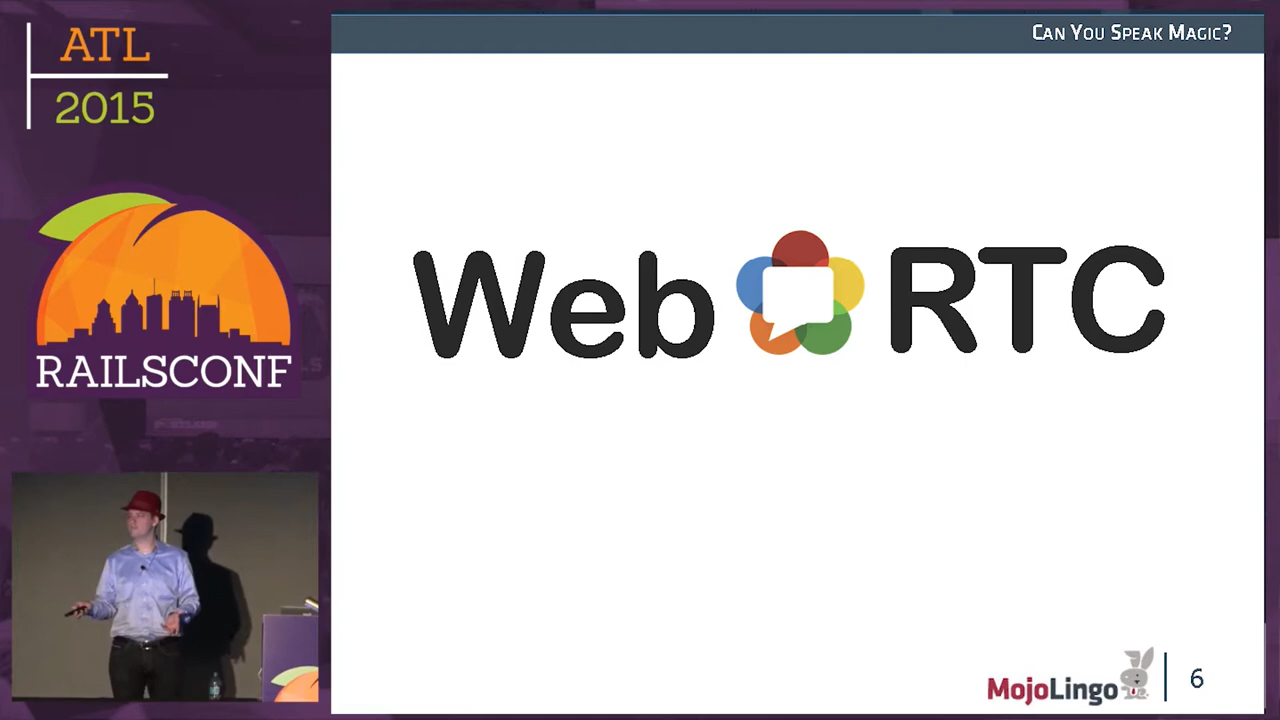 ATL
2015
RAILSCONF
CAN YOU SPEAK MAGIC?
Web RTC
MojoLingo
6